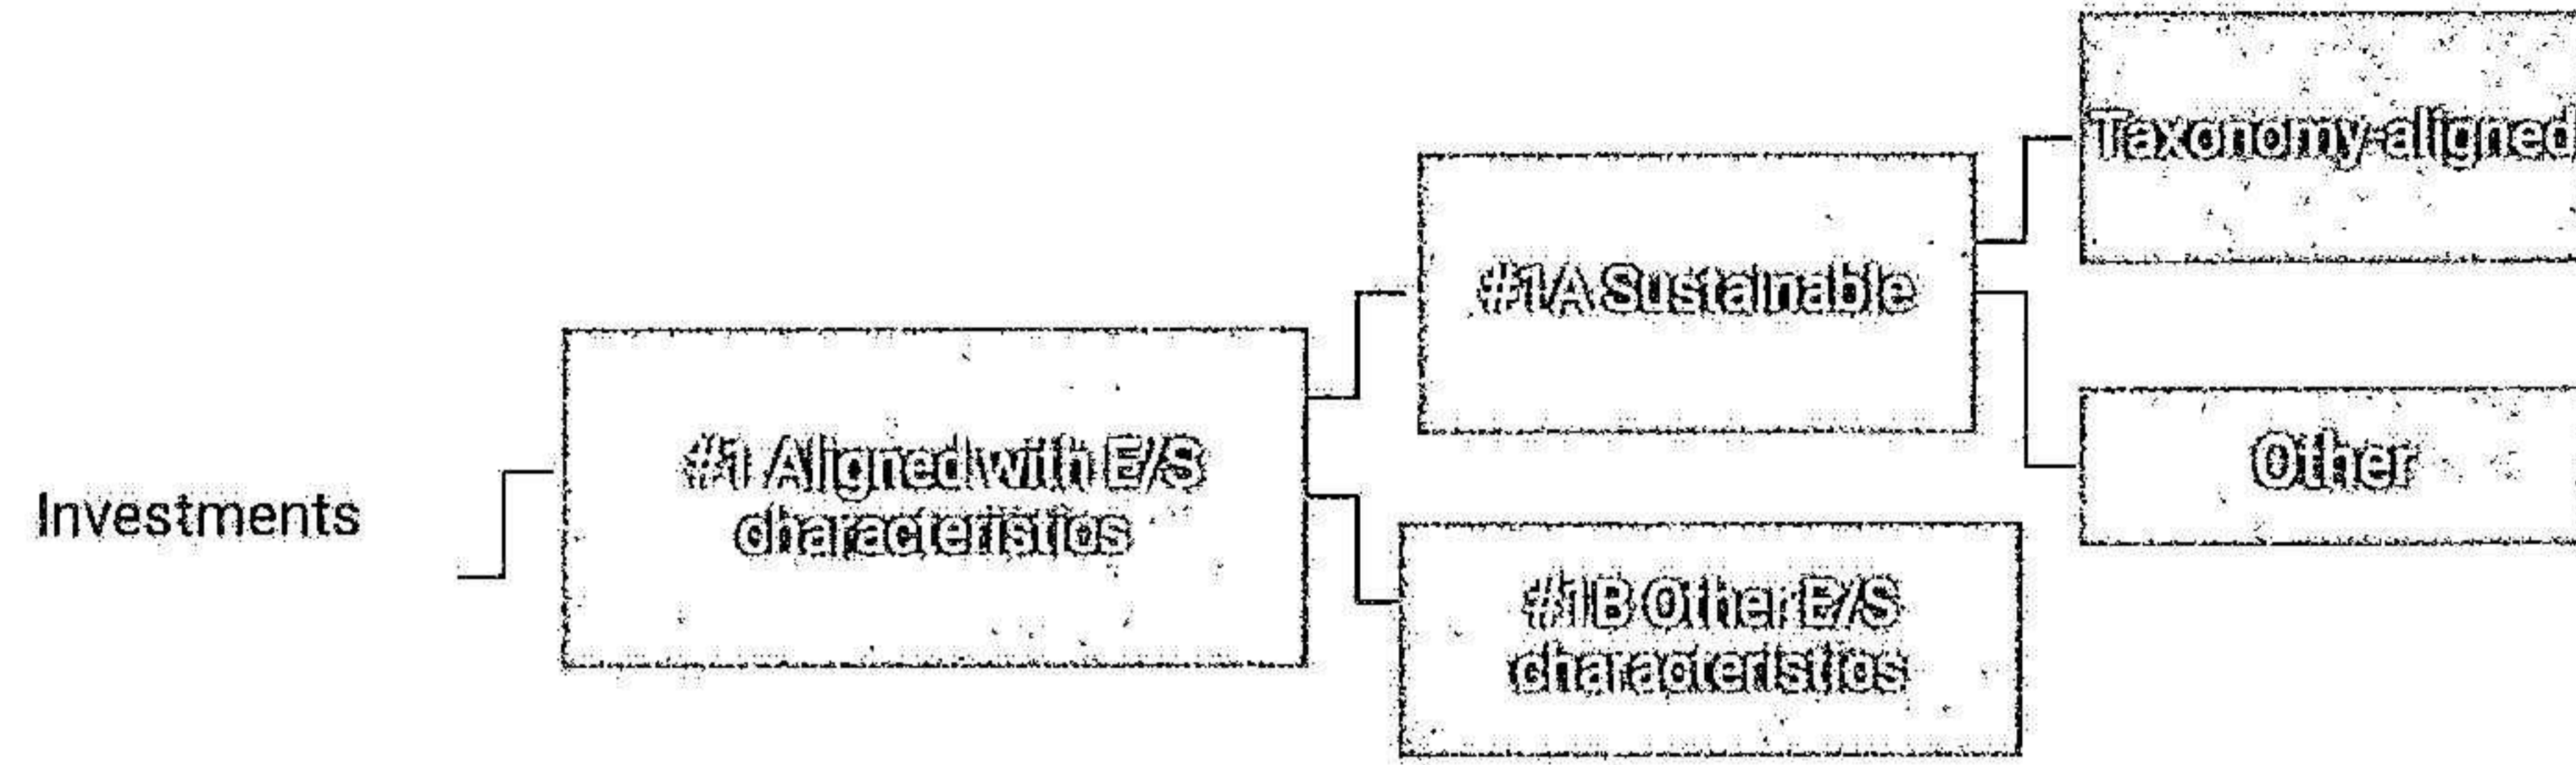 Taxonomy-aligned
#1A Sustainable
#1 Aligned with E/S
characteristics
Other
Investments
#1B Other E/S
characteristics